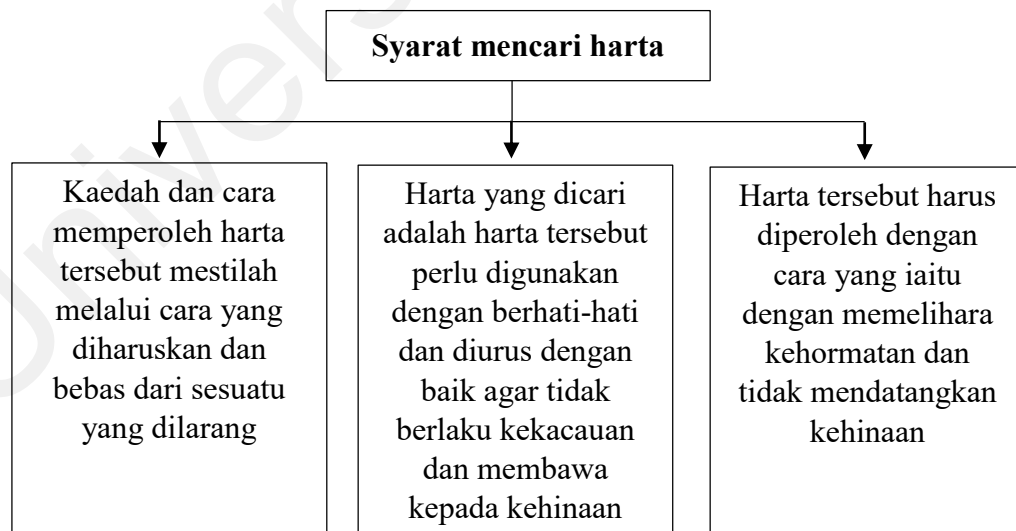 Syarat mencari harta
Kaedah dan cara
memperoleh harta
tersebut mestilah
melalui cara yang
diharuskan dan
bebas dari sesuatu
yang dilarang
Harta yang dicari
adalah harta tersebut
perlu digunakan
dengan berhati-hati
dan diurus dengan
baik agar tidak
berlaku kekacauan
dan membawa
kepada kehinaan
Harta tersebut harus
diperoleh dengan
cara yang iaitu
dengan memelihara
kehormatan dan
tidak mendatangkan
kehinaan
Univers